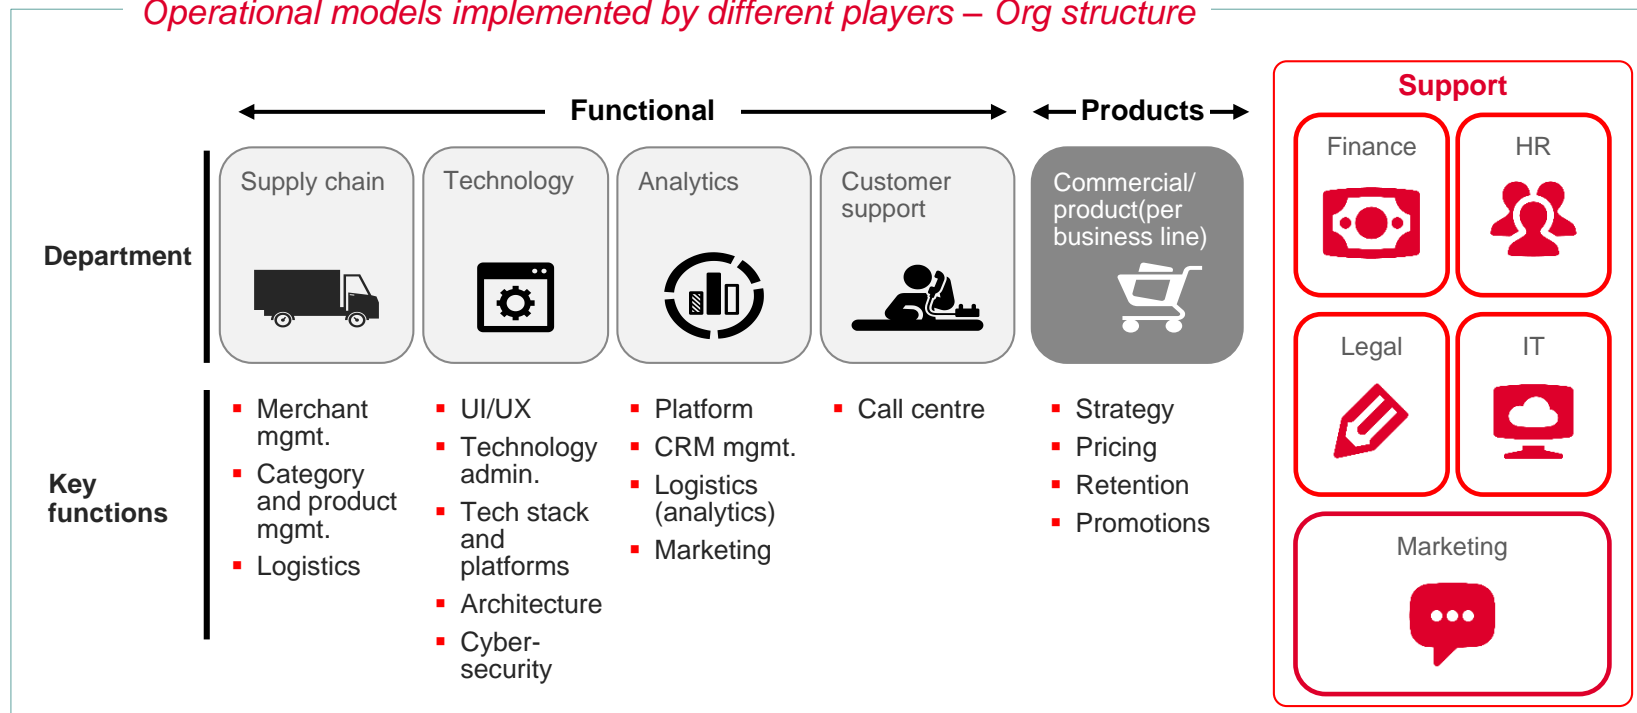 Operational models implemented by different players – Org structure
Functional
Products
Support
Department
Supply chain
Technology
Analytics
Customer
support
Commercial/
product(per
business line)
Finance
HR
Legal
IT
Marketing
Key
functions
▪ Merchant
mgmt.
▪ Category
and product
mgmt.
▪ Logistics
▪ UI/UX
▪ Technology
admin.
▪ Tech stack
and
platforms
▪ Architecture
▪ Cyber-
security
▪ Platform
▪ CRM mgmt.
▪ Logistics
(analytics)
▪ Marketing
▪ Call centre
▪ Strategy
▪ Pricing
▪ Retention
▪ Promotions